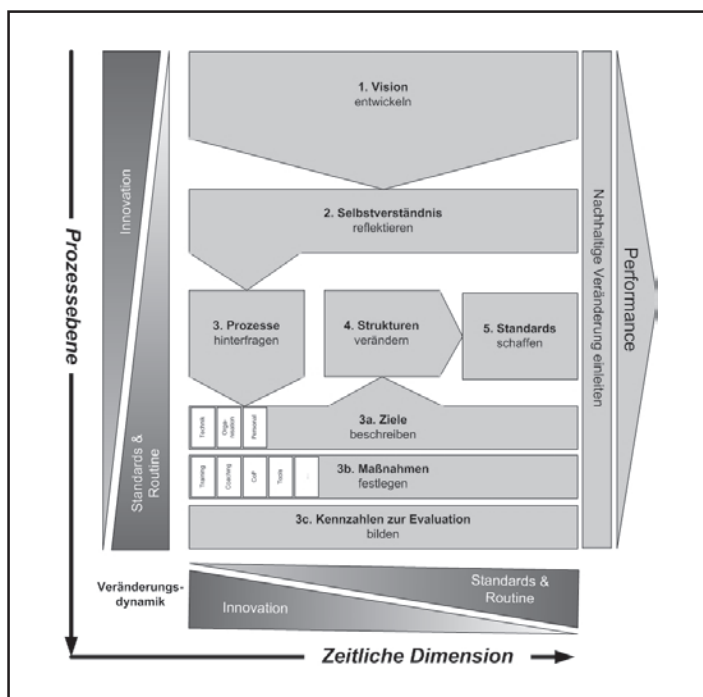 1. Vision
entwickeln
2. Selbstverständnis
reflektieren
3. Prozesse
hinterfragen
4. Strukturen
verändern
5. Standards
schaffen
3a. Ziele
beschreiben
Technik
Orga-
nisation
Personal
3b. Maßnahmen
festlegen
Training
Coaching
CoP
Tools
...
3c. Kennzahlen zur Evaluation
bilden
Prozessebene
Innovation
Standards &
Routine
Nachhaltige Veränderung einleiten
Performance
Veränderungs-
dynamik
Innovation
Standards &
Routine
Zeitliche Dimension